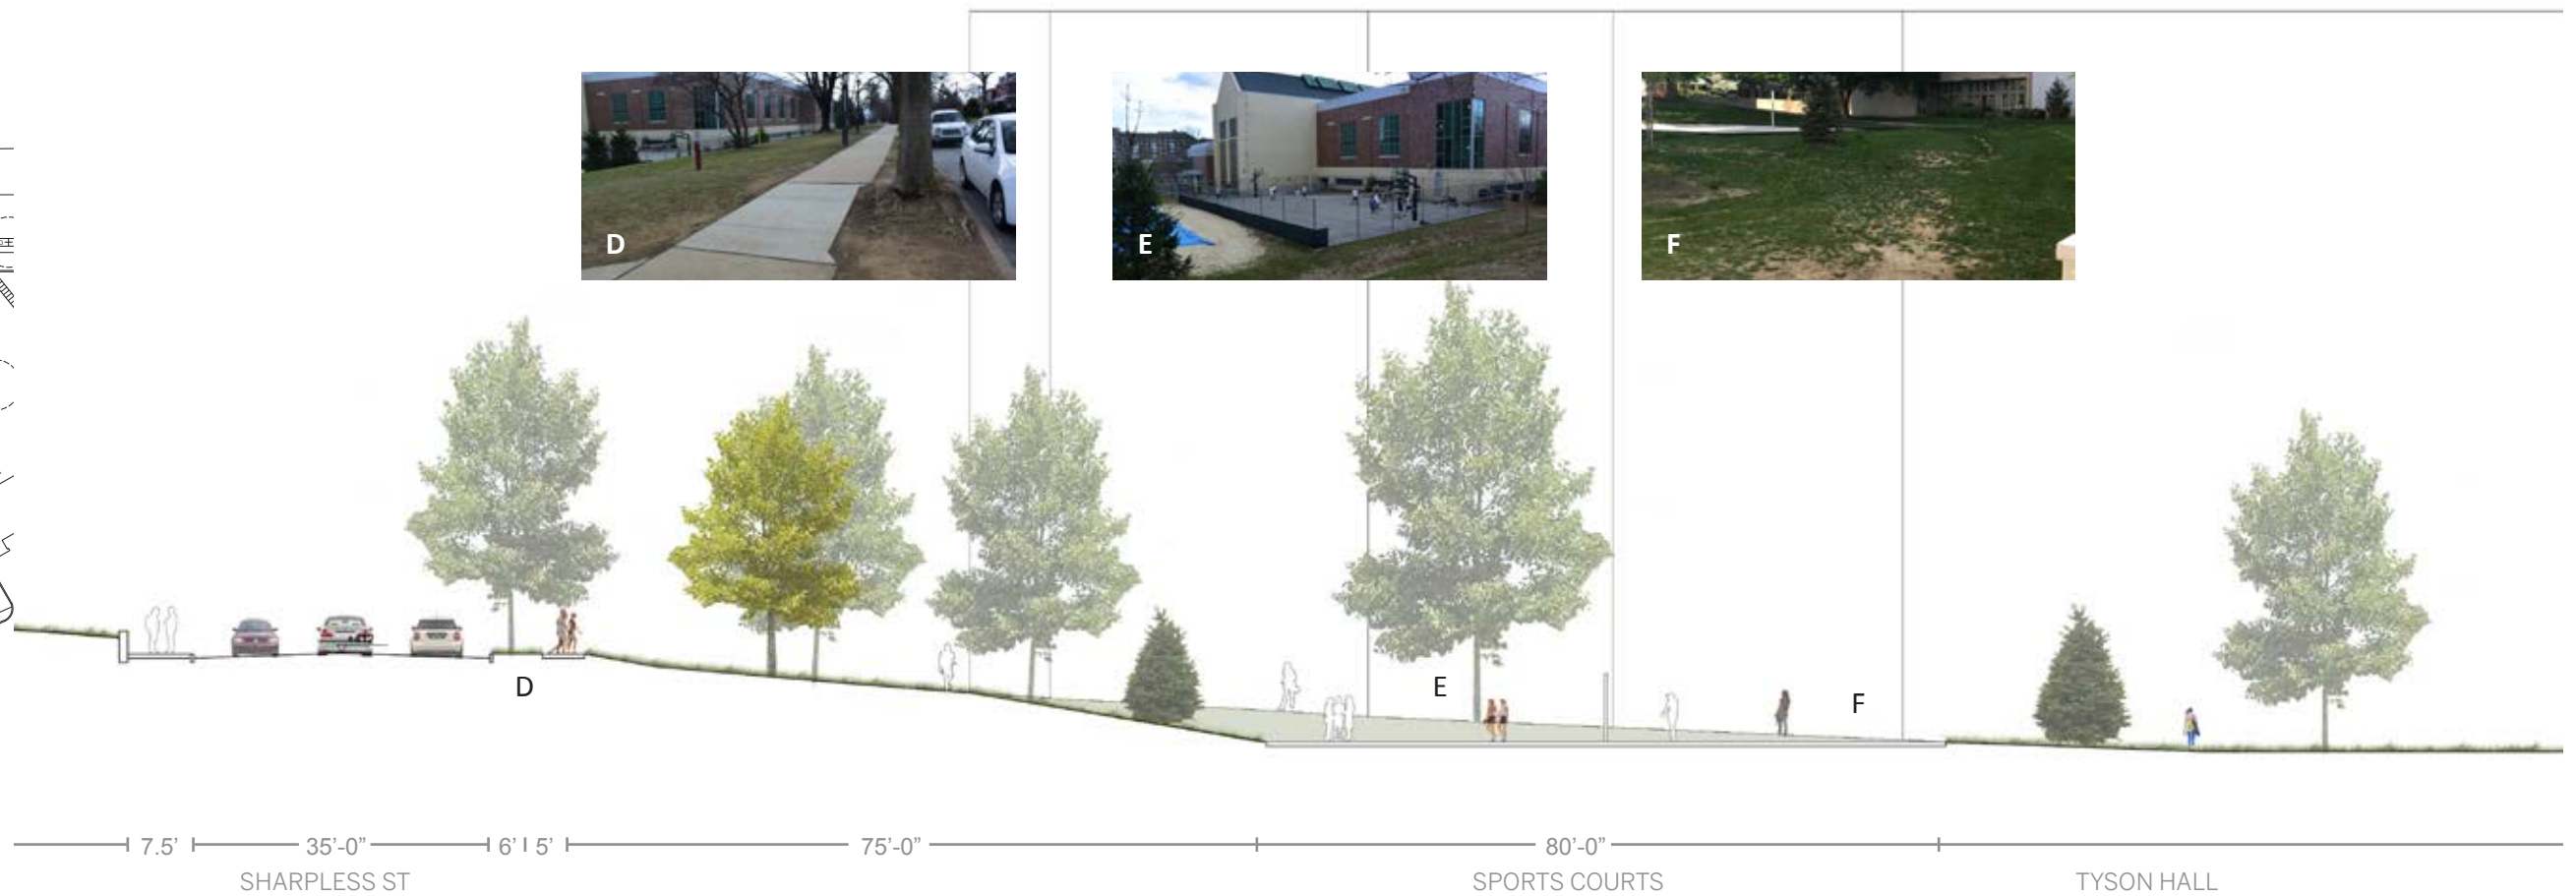 D
E
F
D
E
F
7.5’
35’-0”
6’ 5’
75’-0”
80’-0”
SHARPLESS ST
SPORTS COURTS
TYSON HALL